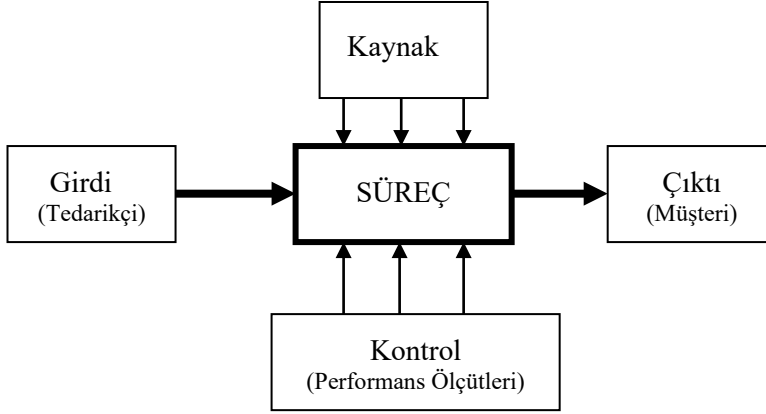 Kaynak
Girdi
(Tedarikçi)
SÜREÇ
Çıktı
(Müşteri)
Kontrol
(Performans Ölçütleri)